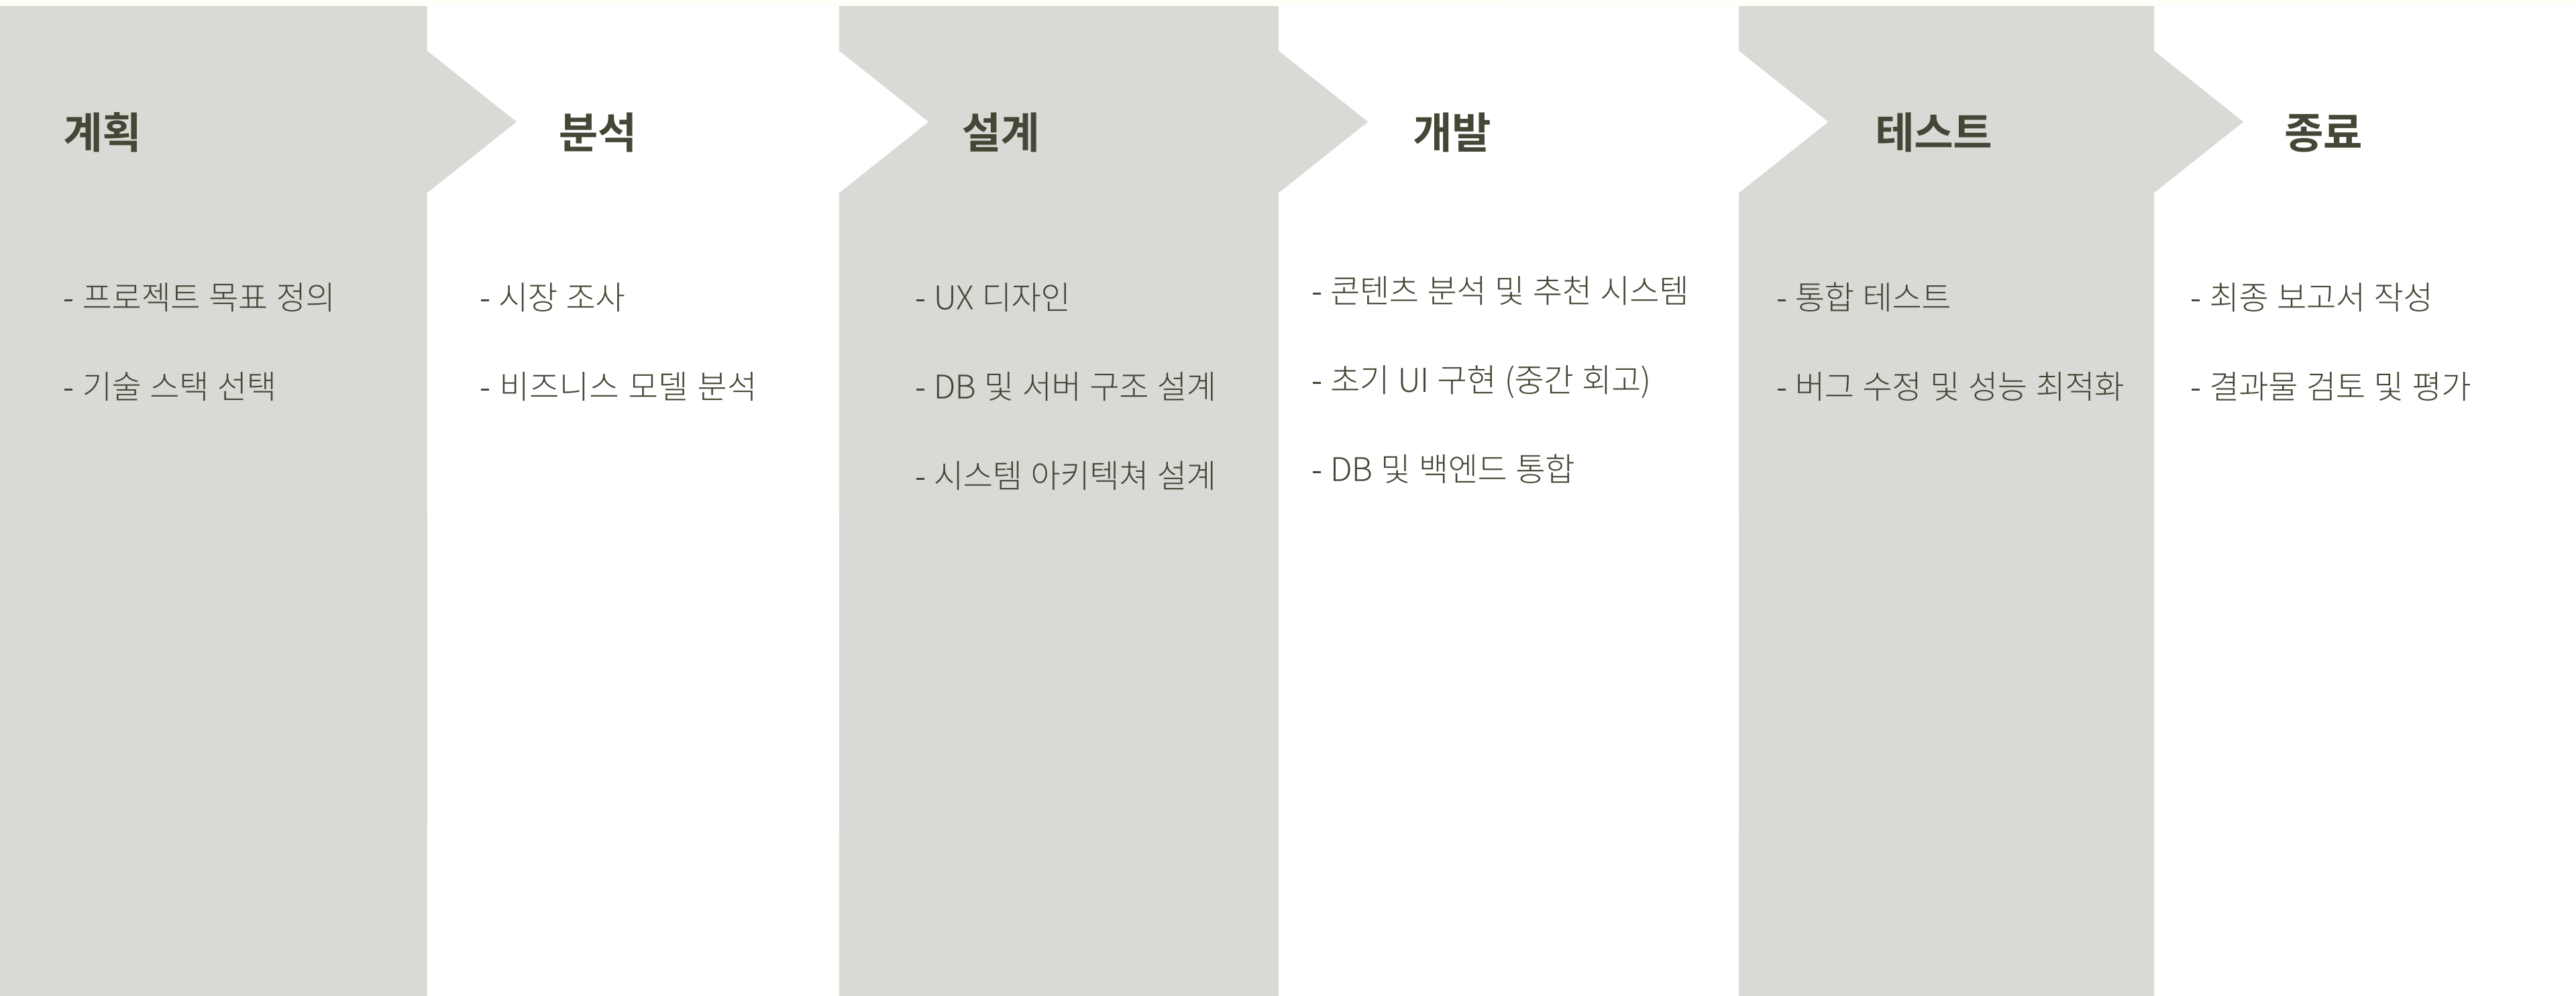 계획
- 프로젝트 목표 정의
- 기술 스택 선택
분석
- 시장 조사
- 비즈니스 모델 분석
설계
- UX 디자인
- DB 및 서버 구조 설계
- 시스템 아키텍쳐 설계
개발
- 콘텐츠 분석 및 추천 시스템
- 초기 UI 구현 (중간 회고)
- DB 및 백엔드 통합
테스트
- 통합 테스트
- 버그 수정 및 성능 최적화
종료
- 최종 보고서 작성
- 결과물 검토 및 평가